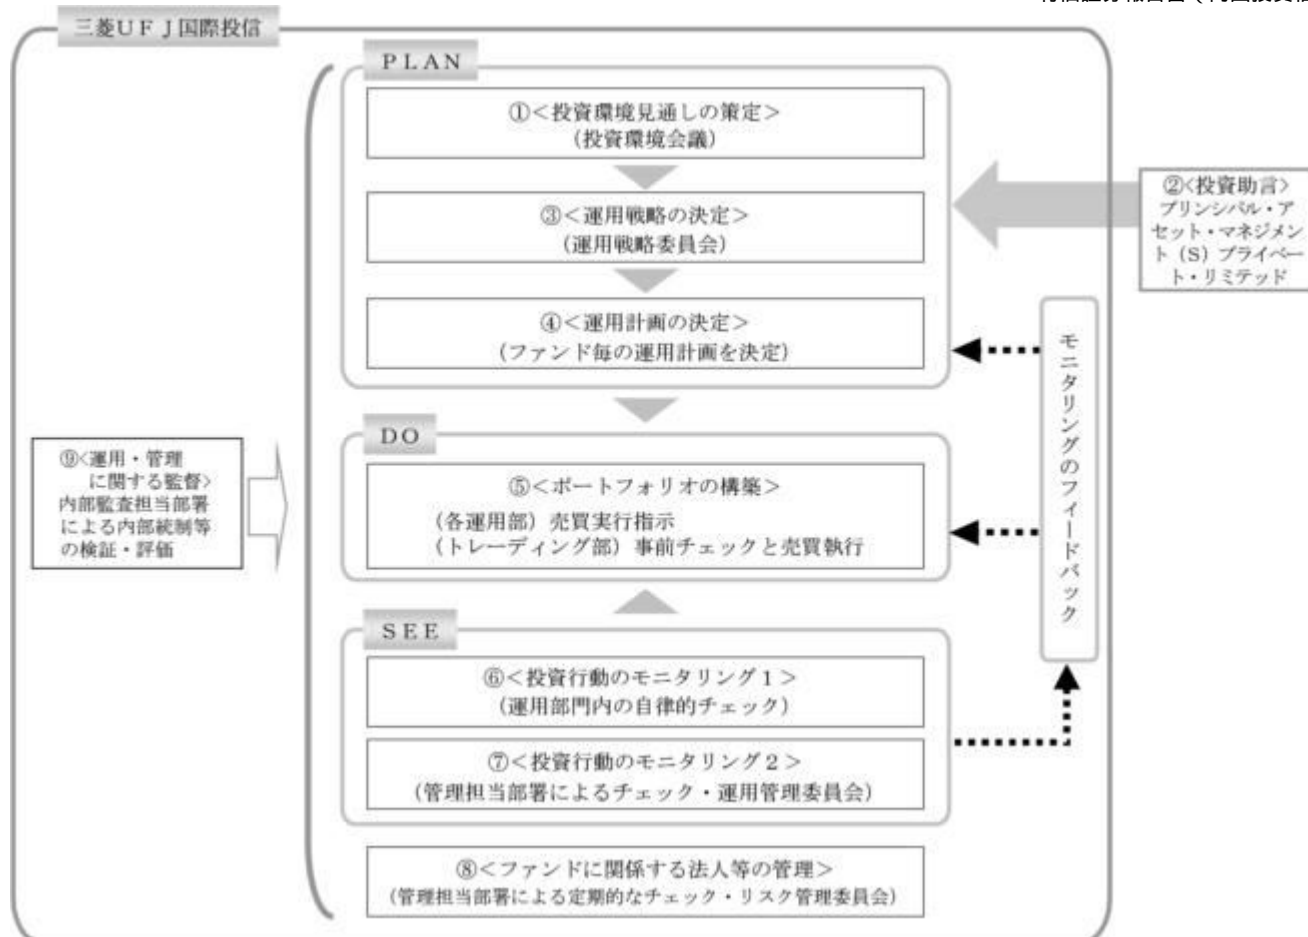 三菱UFJ国際投信
PLAN
①<投資環境見通しの策定>
(投資環境会議)
③<運用戦略の決定>
(運用戦略委員会)
④<運用計画の決定>
(ファンド毎の運用計画を決定)
②<投資助言>
プリンシパル・ア
セット・マネジメン
ト(S)プライベー
ト・リミテッド
モニタリングのフィードバック
DO
⑤<ポートフォリオの構築>
(各運用部)売買実行指示
(トレーディング部)事前チェックと売買執行
⑨<運用・管理
に関する監督>
内部監査担当部署
による内部統制等
の検証・評価
SEE
⑥<投資行動のモニタリング1>
(運用部門内の自律的チェック)
⑦<投資行動のモニタリング2>
(管理担当部署によるチェック・運用管理委員会)
⑧<ファンドに関係する法人等の管理>
(管理担当部署による定期的なチェック・リスク管理委員会)